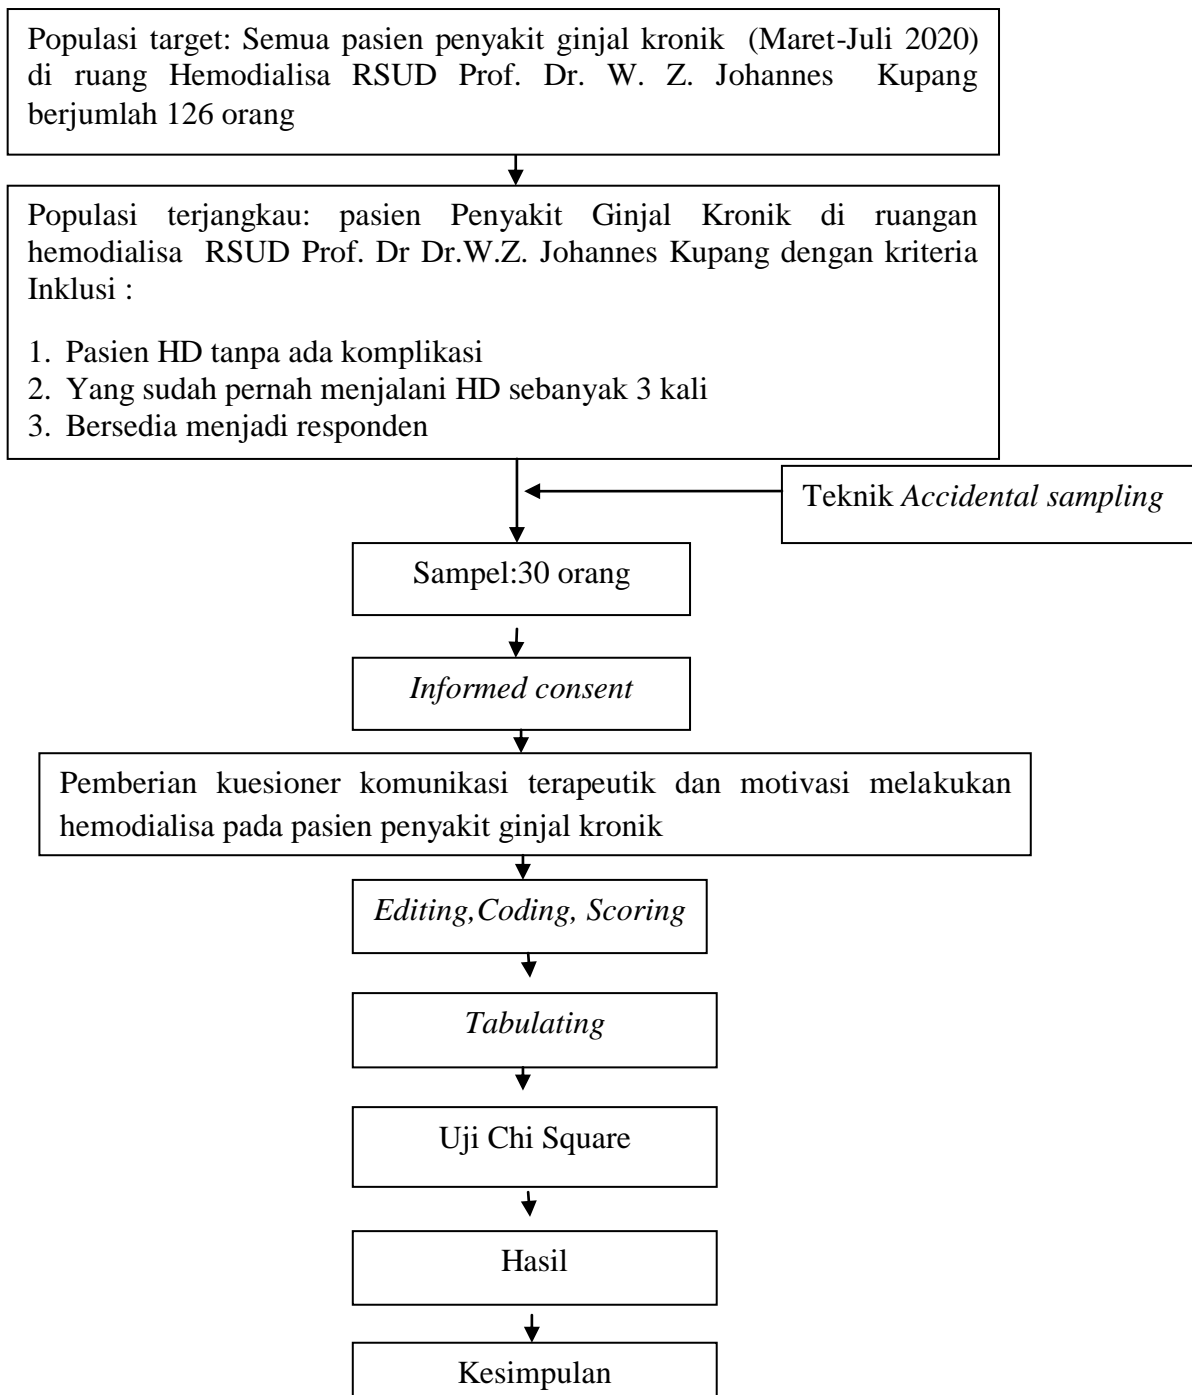 Populasi target: Semua pasien penyakit ginjal kronik (Maret-Juli 2020)
di ruang Hemodialisa RSUD Prof. Dr. W. Z. Johannes Kupang
berjumlah 126 orang
Populasi terjangkau: pasien Penyakit Ginjal Kronik di ruangan
hemodialisa RSUD Prof. Dr Dr.W.Z. Johannes Kupang dengan kriteria
Inklusi :
1. Pasien HD tanpa ada komplikasi
2. Yang sudah pernah menjalani HD sebanyak 3 kali
3. Bersedia menjadi responden
Teknik Accidental sampling
Sampel:30 orang
Informed consent
Pemberian kuesioner komunikasi terapeutik dan motivasi melakukan
hemodialisa pada pasien penyakit ginjal kronik
Editing,Coding, Scoring
Tabulating
Uji Chi Square
Hasil
Kesimpulan